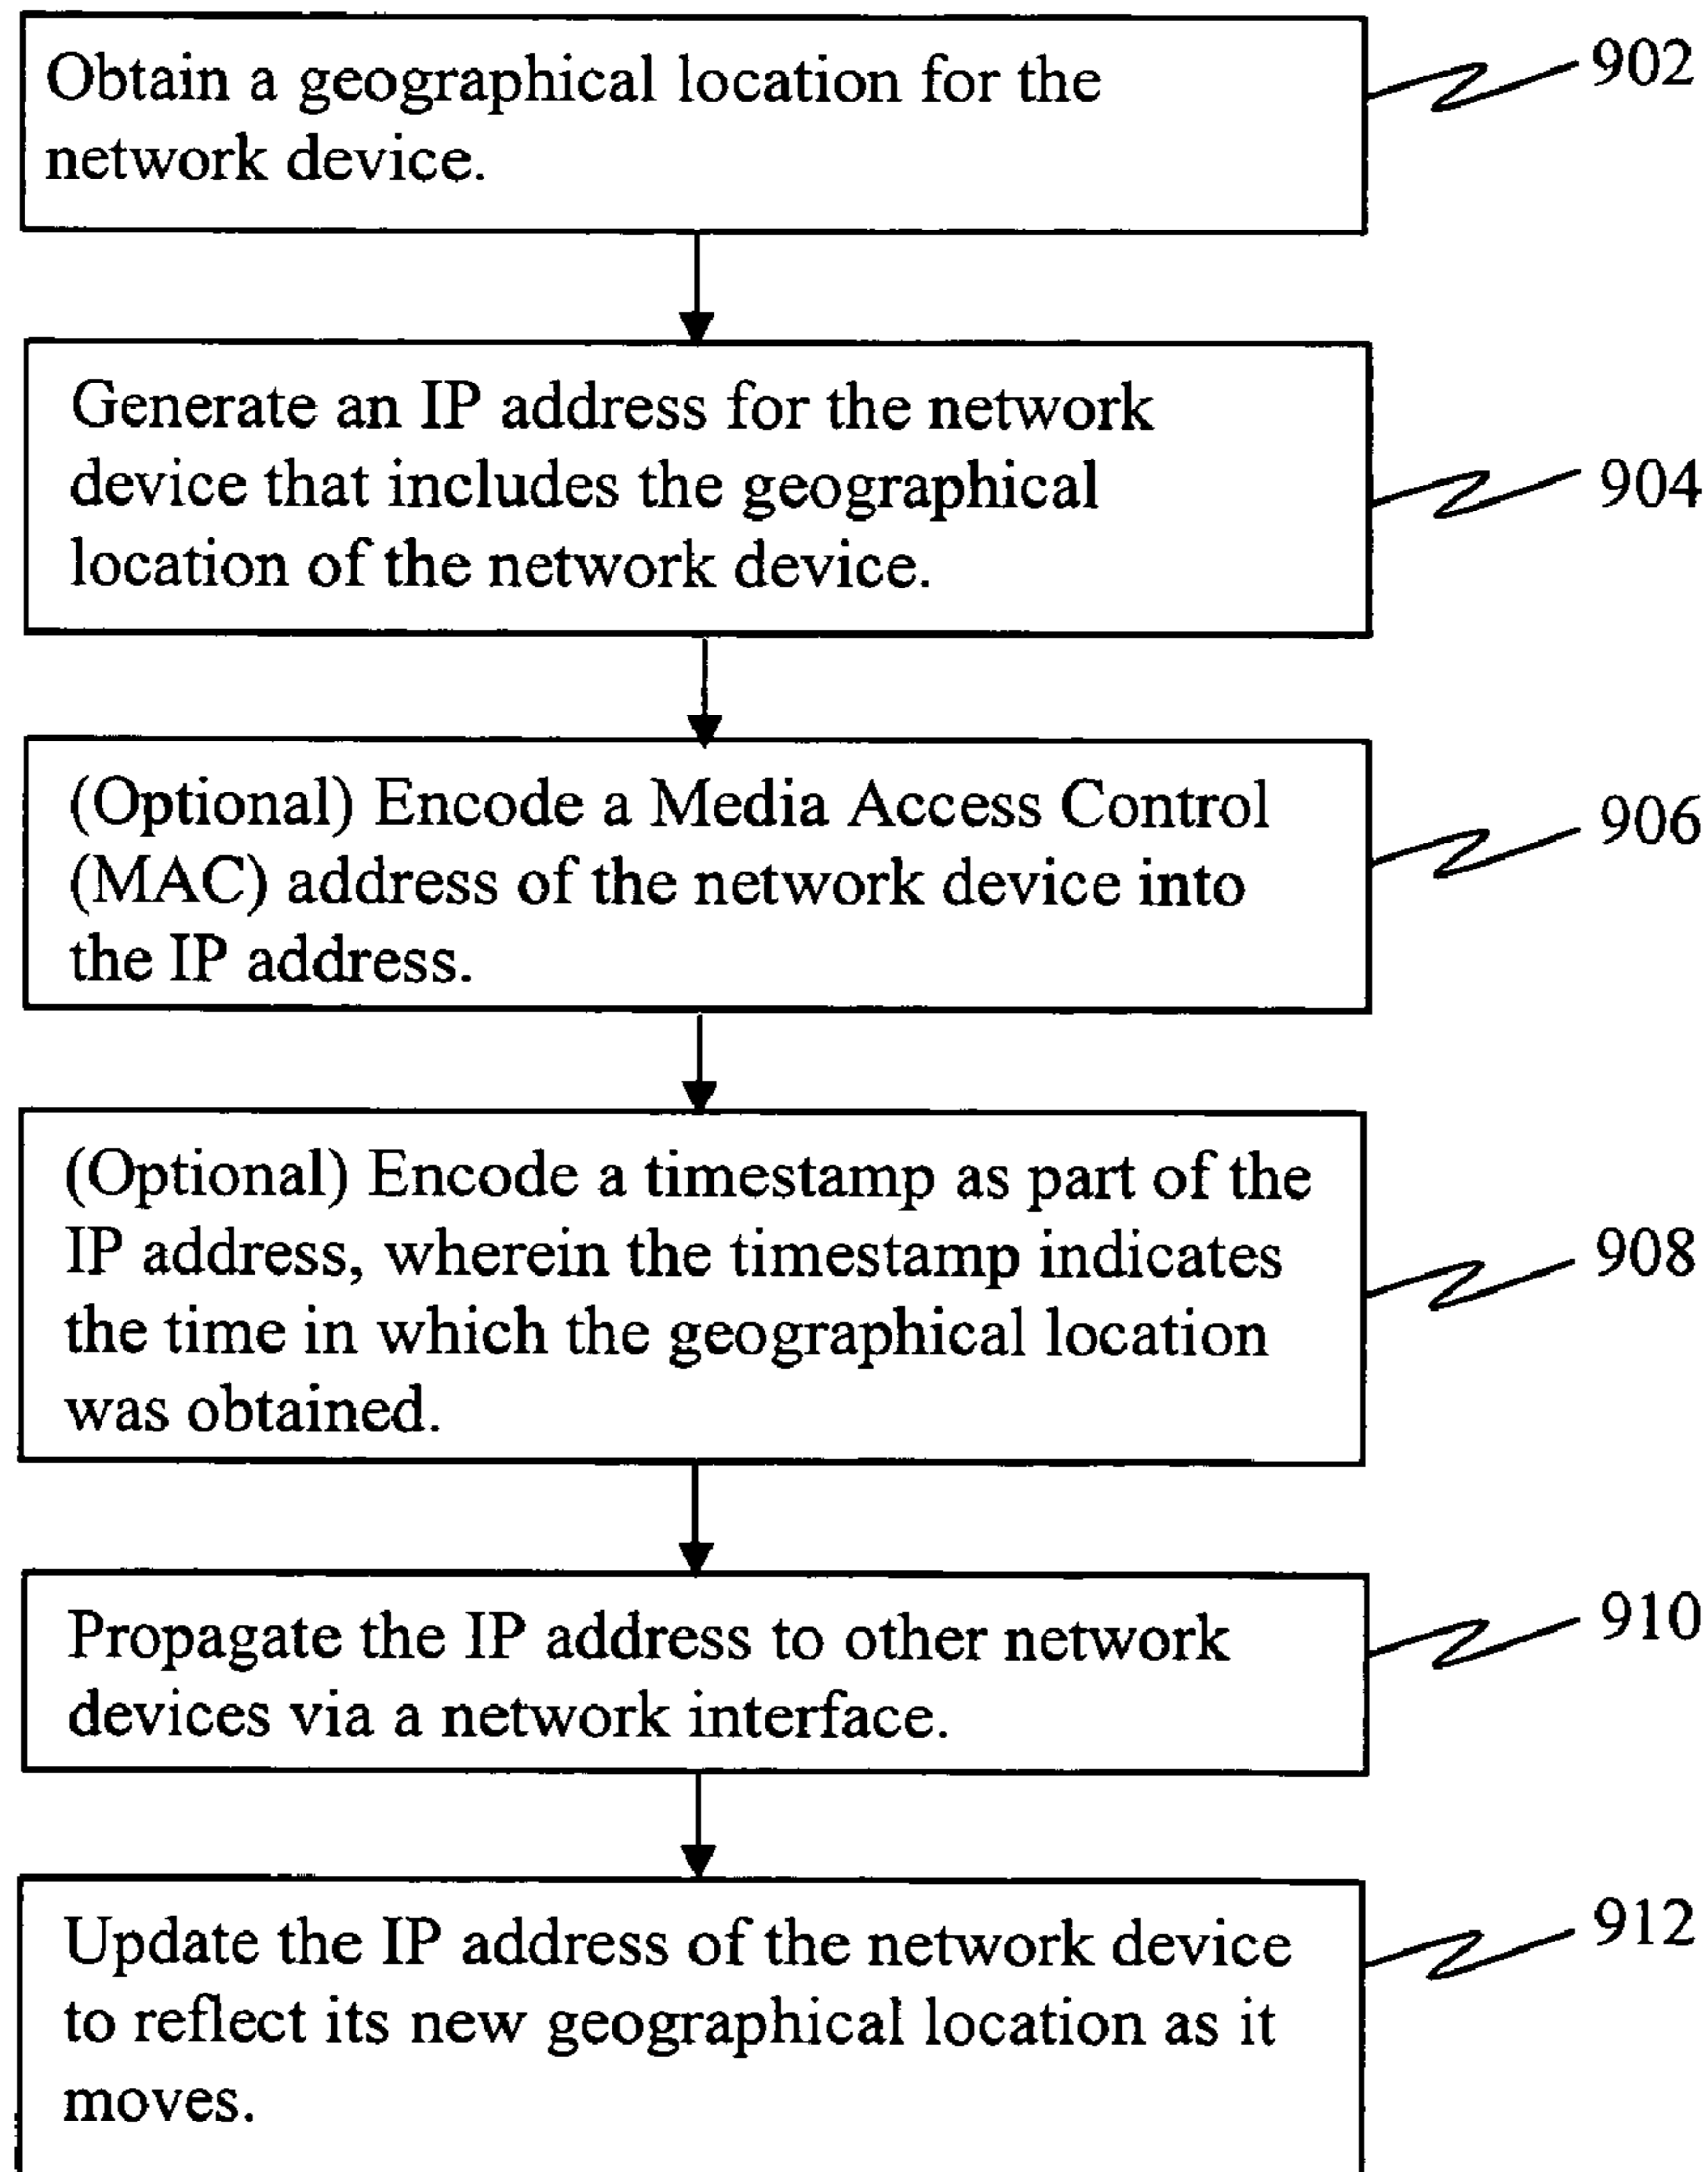 Obtain a geographical location for the
network device.
902
Generate an IP address for the network
device that includes the geographical
location of the network device.
904
(Optional) Encode a Media Access Control
(MAC) address of the network device into
the IP address.
906
(Optional) Encode a timestamp as part of the
IP address, wherein the timestamp indicates
the time in which the geographical location
was obtained.
908
Propagate the IP address to other network
devices via a network interface.
910
Update the IP address of the network device
to reflect its new geographical location as it
moves.
912